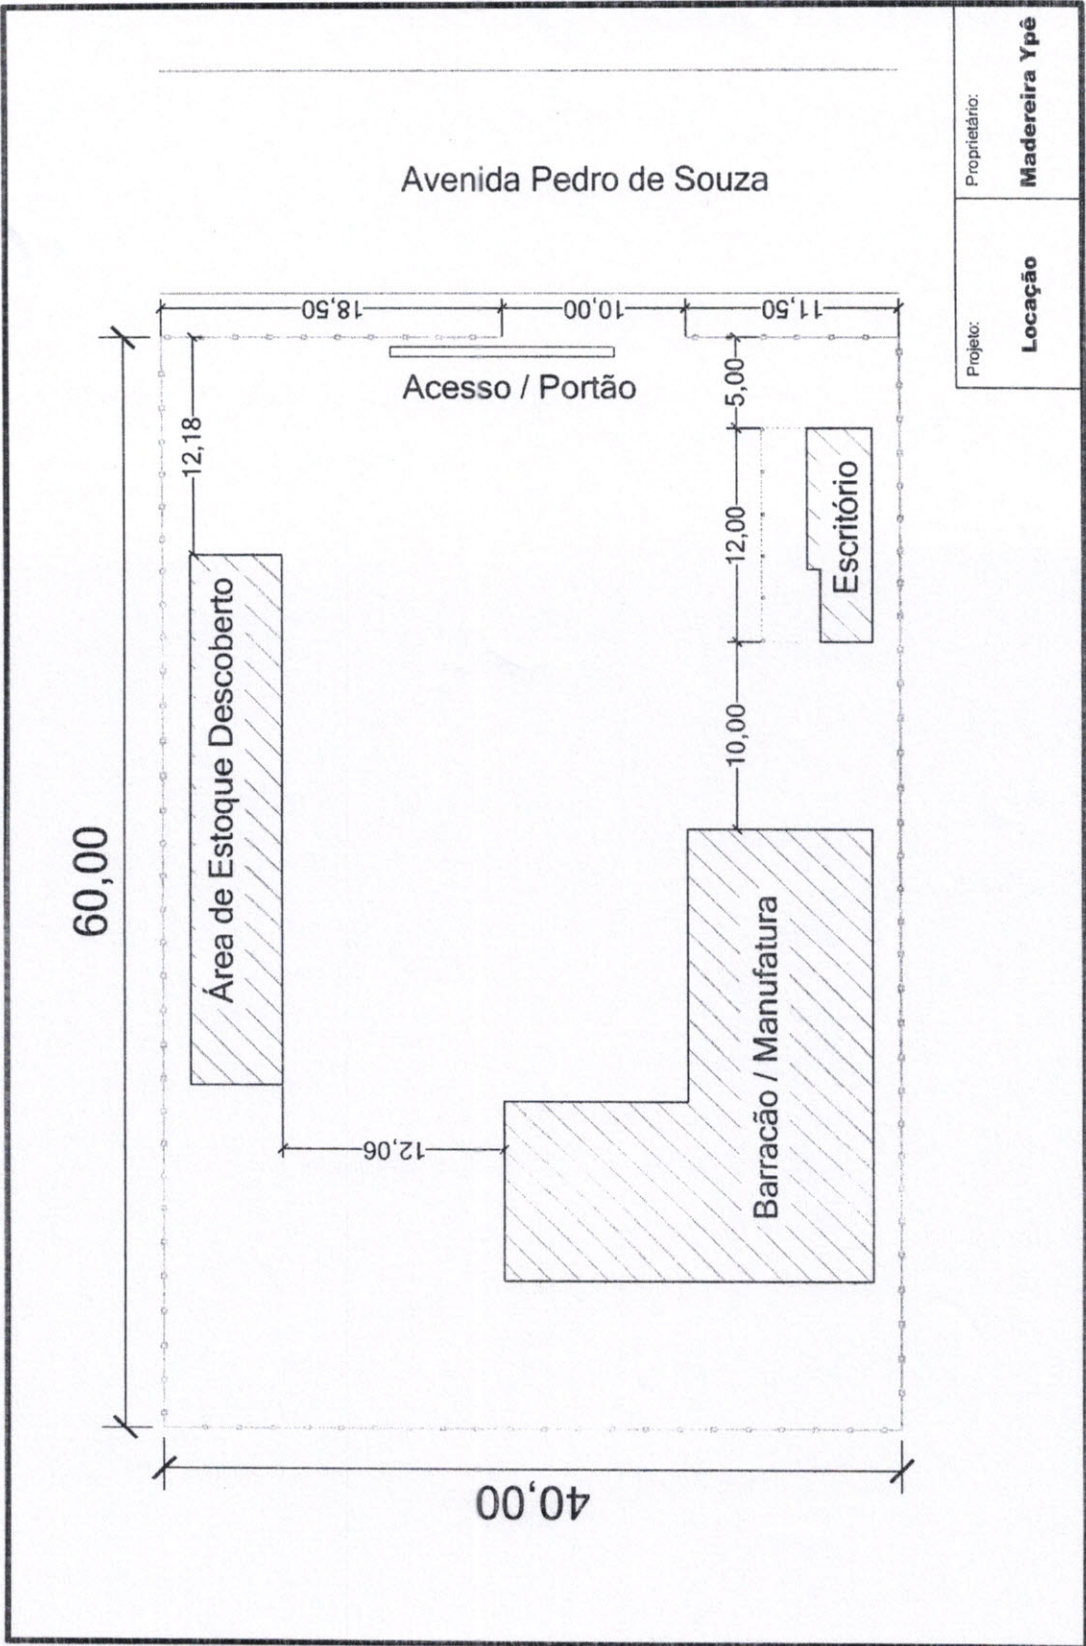 Avenida Pedro de Souza
18,50
10,00
11,50
Acesso / Portão
12,18
5,00
12,00
Escritório
10,00
Área de Estoque Descoberto
60,00
Barracão / Manufatura
12,06
40,00
Projeto:
Locação
Proprietário:
Madereira Ypê